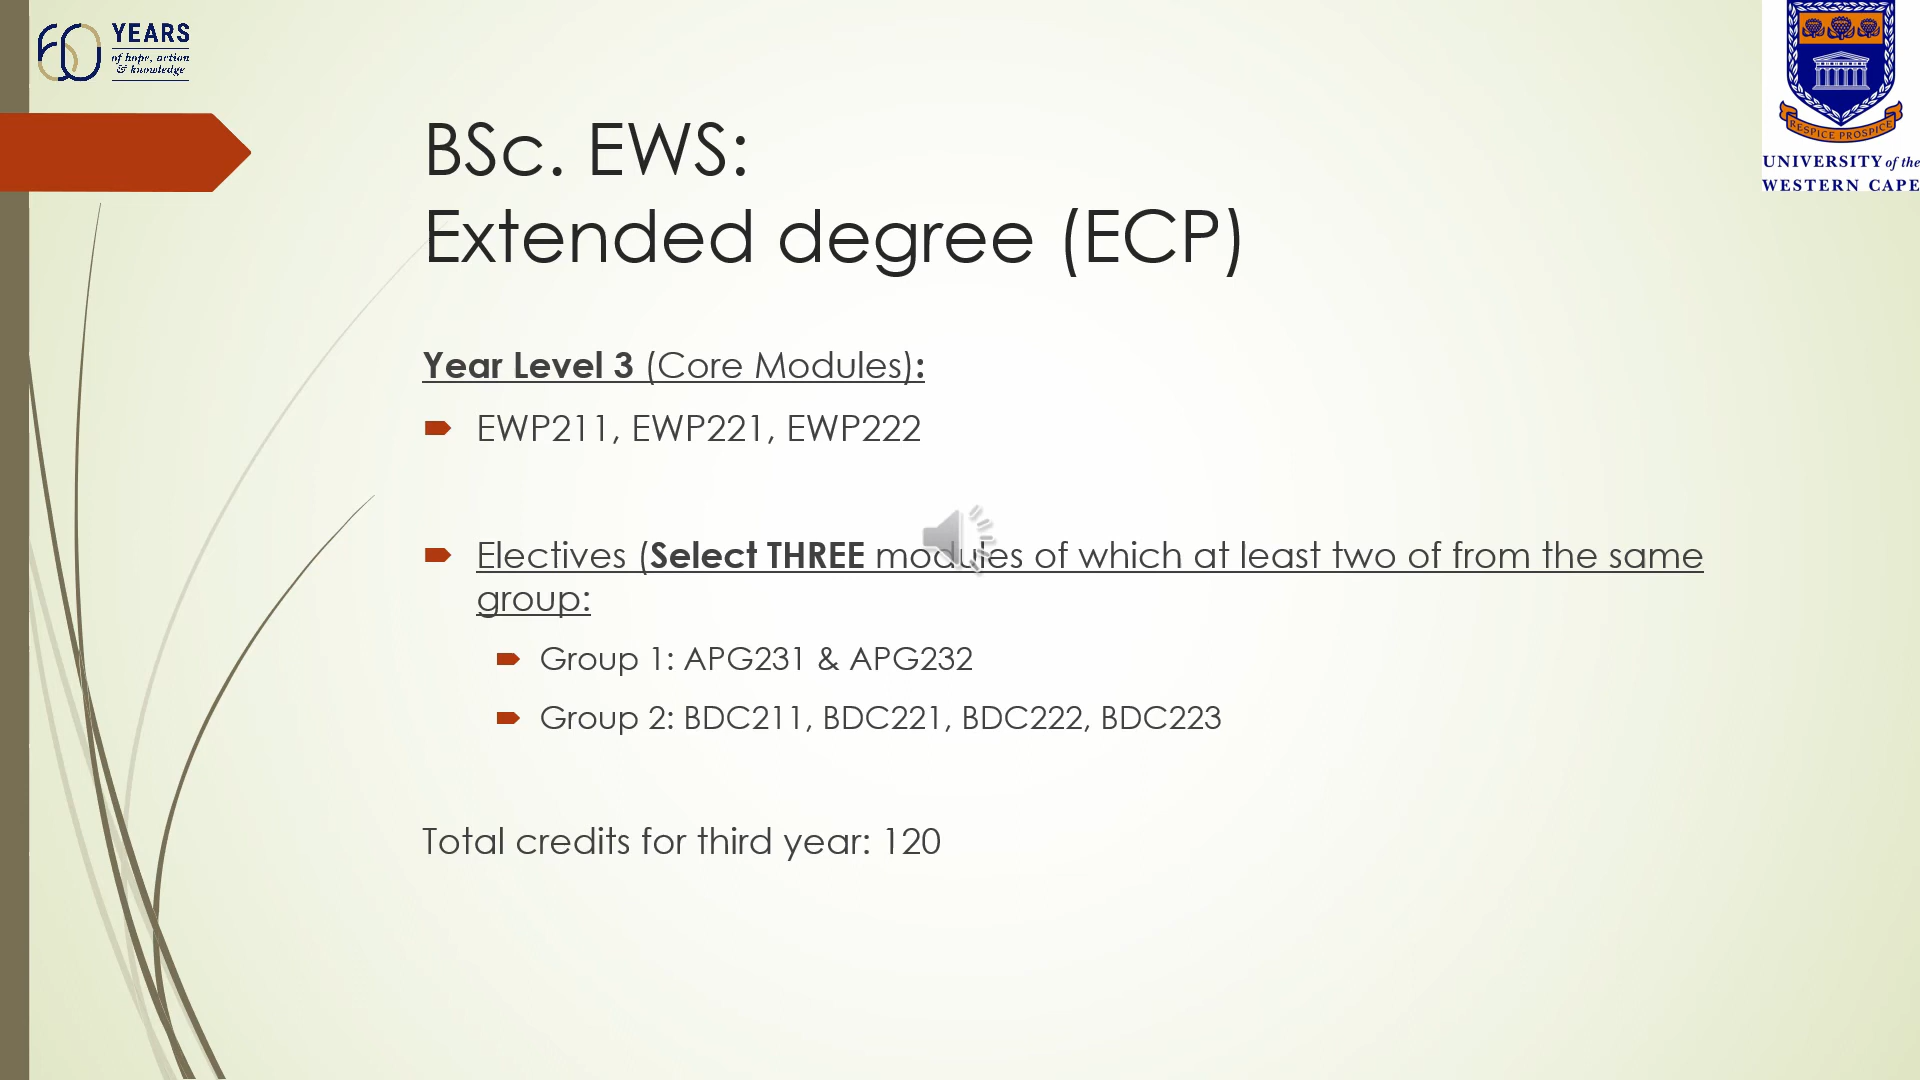 60 YEARS
of hope, action
& knowledge
RESPICE PROSPICE
UNIVERSITY of the
WESTERN CAPE
BSc. EWS:
Extended degree (ECP)
Year Level 3 (Core Modules):
EWP211, EWP221, EWP222
Electives (Select THREE modules of which at least two of from the same
group:
Group 1: APG231 & APG232
Group 2: BDC211, BDC221, BDC222, BDC223
Total credits for third year: 120